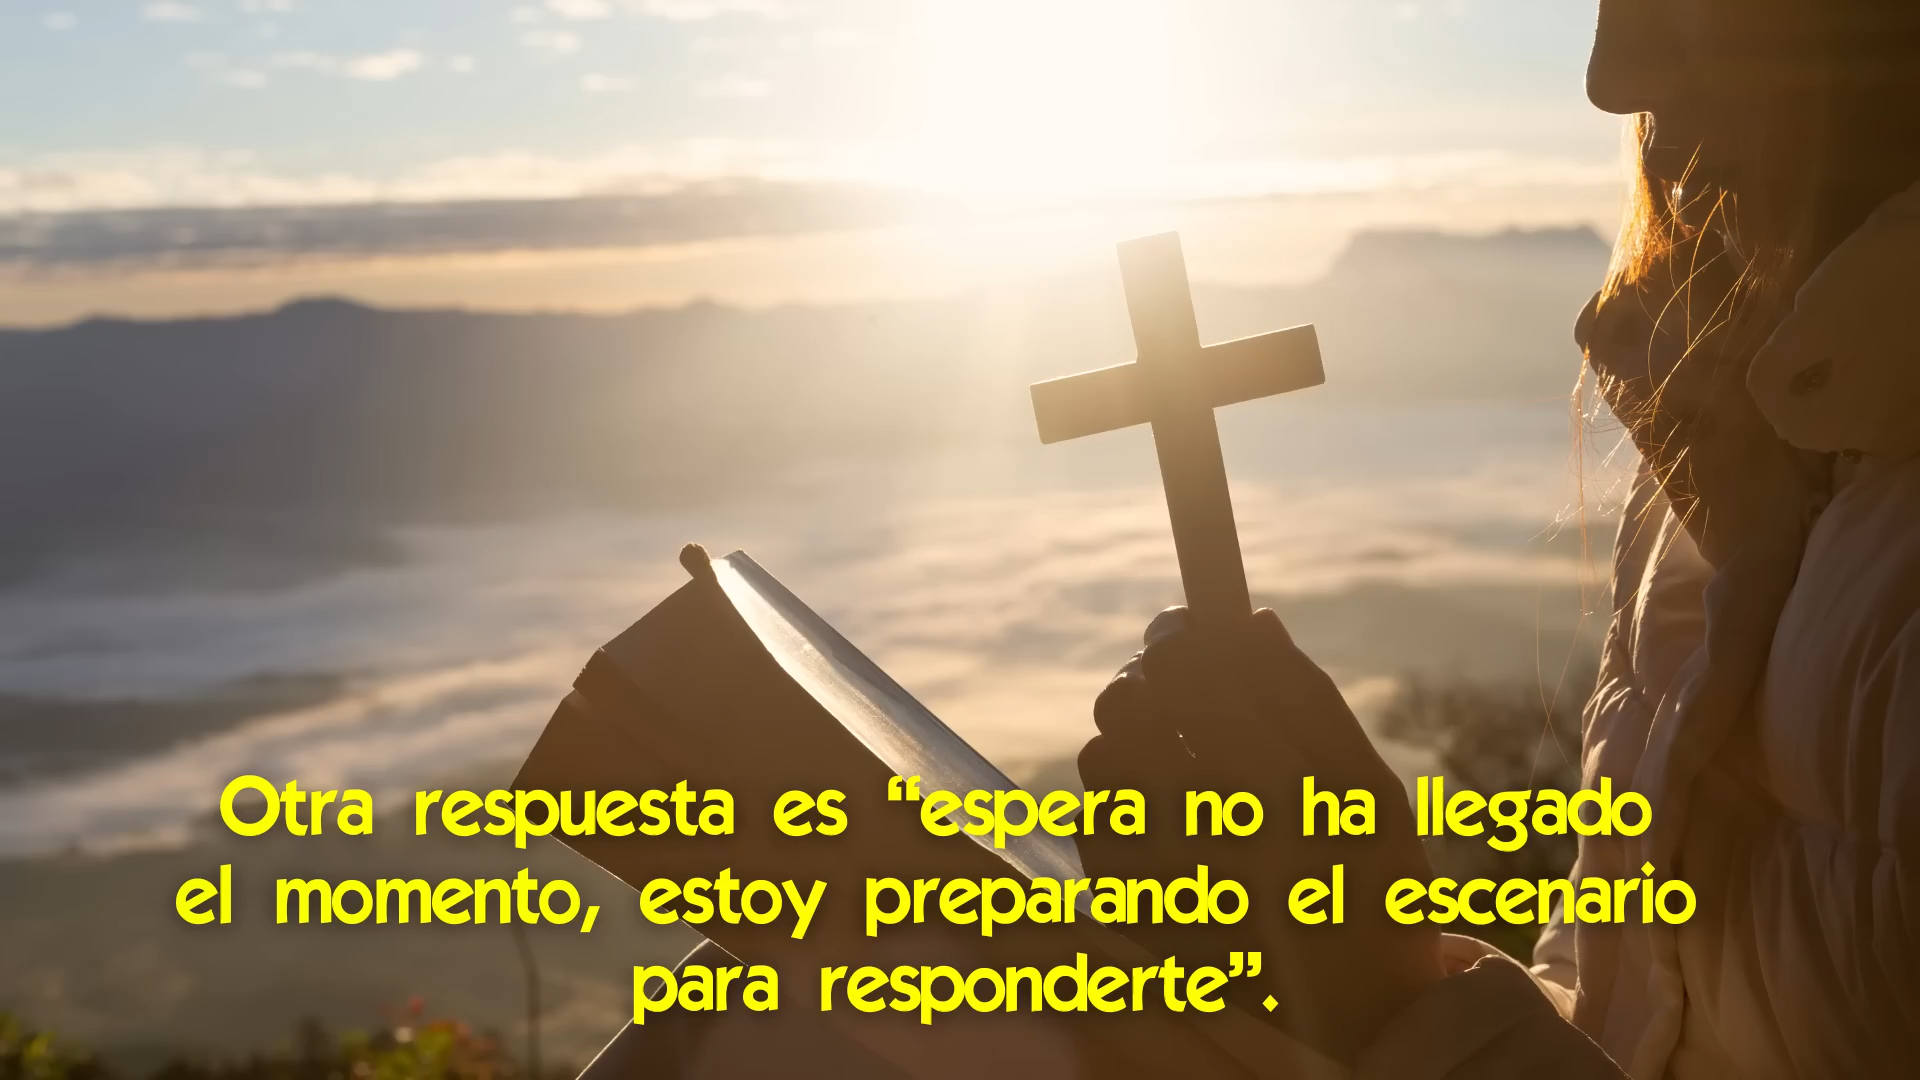 Otra respuesta es “espera no ha llegado
el momento, estoy preparando el escenario
para responderte”.